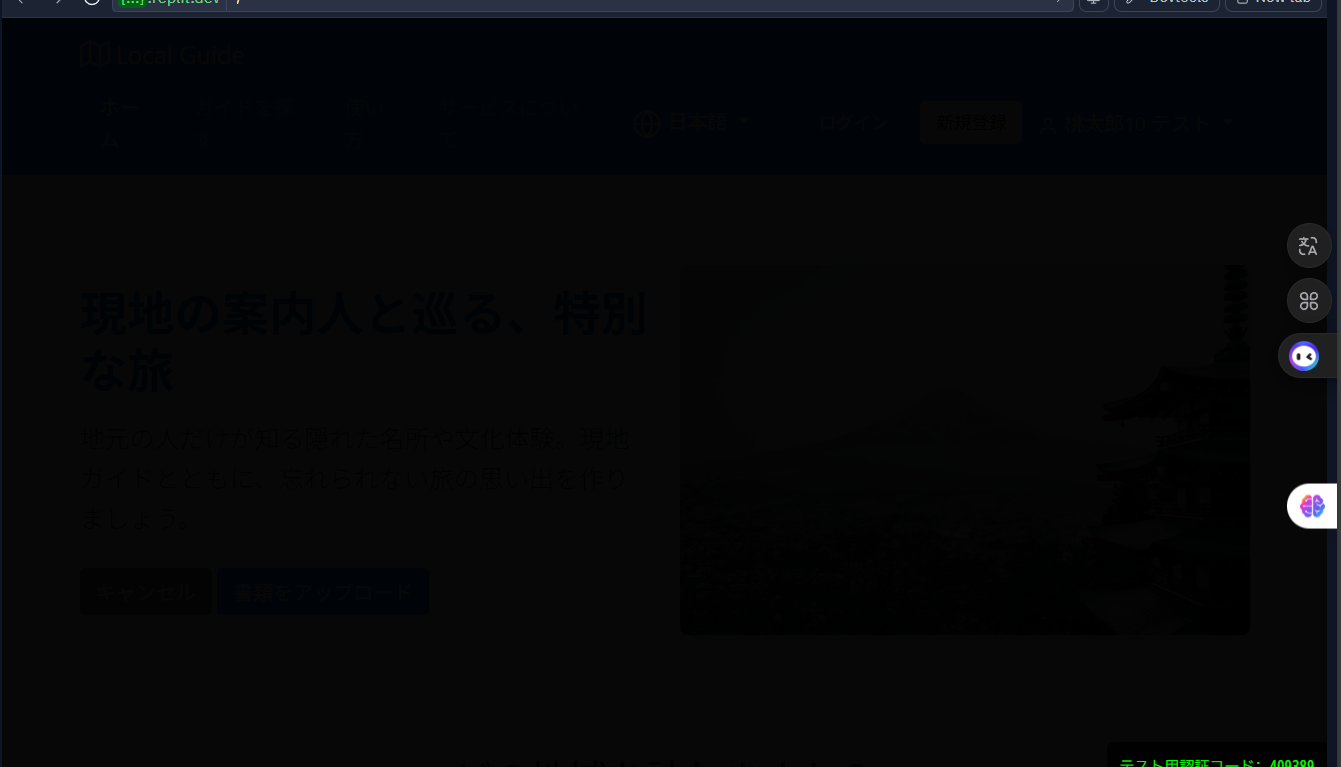 [...].replit.dev /
Devtools
New tab
Local Guide
ホー
ム
日本語
ログイン
新規登録
桃太郎10 テスト
現地の案内人と巡る、特別
な旅
地元の人だけが知る隠れた名所や文化体験。現地
ガイドとともに、忘れられない旅の思い出を作り
ましょう。
キャンセル
書類をアップロード
テスト用認証コード: 409389